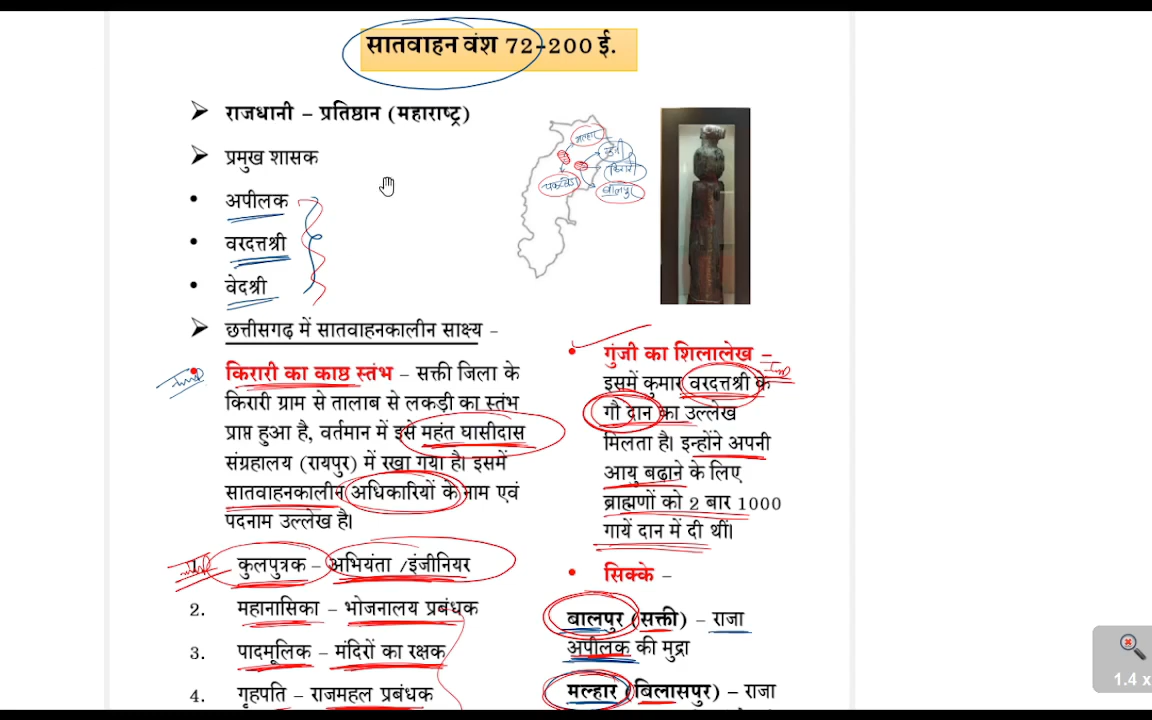 सातवाहन वंश 72-200 ई.
➢ राजधानी – प्रतिष्ठान (महाराष्ट्र)
➢ प्रमुख शासक
• अपीलक
• वरदत्तश्री
• वेदश्री
➢ छत्तीसगढ़ में सातवाहनकालीन साक्ष्य –
• किरारी का काष्ठ स्तंभ – सक्ती जिला के
किरारी ग्राम से तालाब से लकड़ी का स्तंभ
प्राप्त हुआ है, वर्तमान में इसे महंत घासीदास
संग्रहालय (रायपुर) में रखा गया है। इसमें
सातवाहनकालीन अधिकारियों के नाम एवं
पदनाम उल्लेख है।
1. कुलपुत्रक – अभियंता /इंजीनियर
2. महानासिका – भोजनालय प्रबंधक
3. पादमूलिक – मंदिरों का रक्षक
4. गृहपति – राजमहल प्रबंधक
मल्हार
किरारी
बालपुर
• गुंजी का शिलालेख –
इसमें कुमार वरदत्तश्री के
गौ दान का उल्लेख
मिलता है। इन्होंने अपनी
आयु बढ़ाने के लिए
ब्राह्मणों को 2 बार 1000
गायें दान में दी थीं।
• सिक्के –
बालपुर (सक्ती) – राजा
अपीलक की मुद्रा
मल्हार (बिलासपुर) – राजा
1.4 x